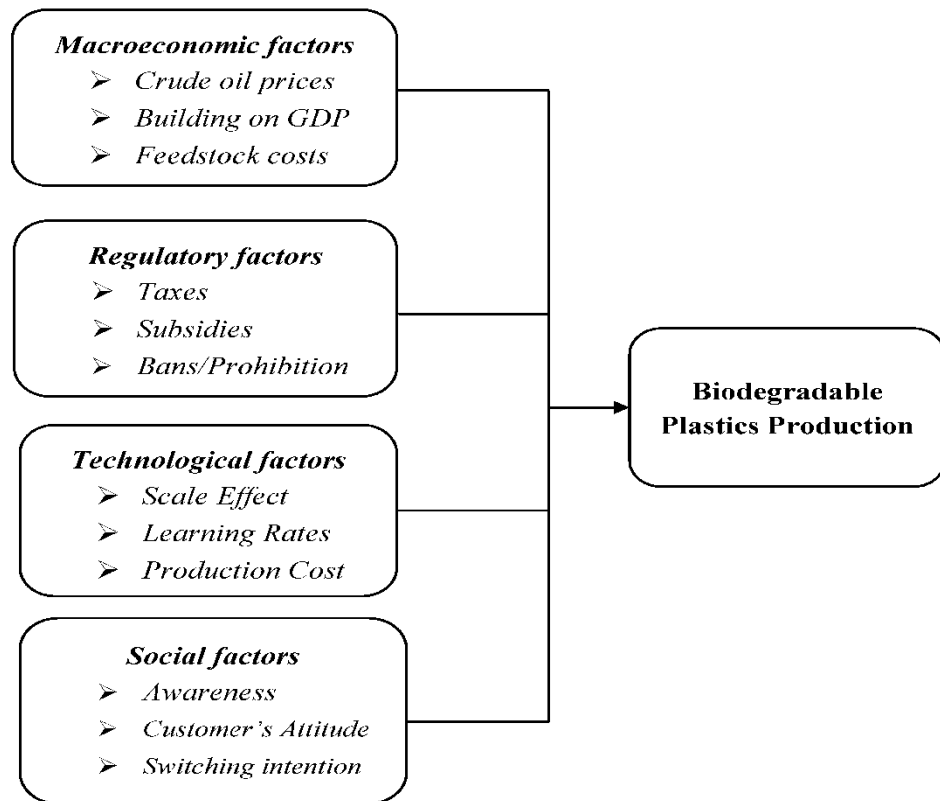 Macroeconomic factors
➢ Crude oil prices
➢ Building on GDP
➢ Feedstock costs
Regulatory factors
➢ Taxes
➢ Subsidies
➢ Bans/Prohibition
Technological factors
➢ Scale Effect
➢ Learning Rates
➢ Production Cost
Social factors
➢ Awareness
➢ Customer’s Attitude
➢ Switching intention
Biodegradable
Plastics Production